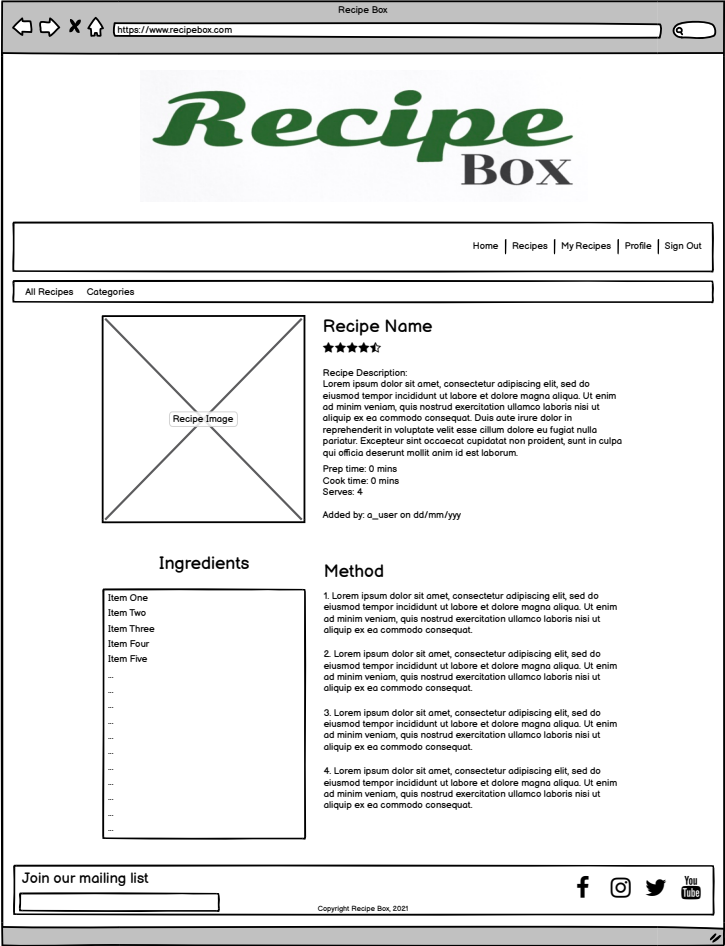 Recipe Box
https://www.recipebox.com
Recipe
Box
Home | Recipes | My Recipes | Profile | Sign Out
All Recipes Categories
Recipe Image
Recipe Name
Recipe Description:
Lorem ipsum dolor sit amet, consectetur adipiscing elit, sed do
eiusmod tempor incididunt ut labore et dolore magna aliqua. Ut enim
ad minim veniam, quis nostrud exercitation ullamco laboris nisi ut
aliquip ex ea commodo consequat. Duis aute irure dolor in
reprehenderit in voluptate velit esse cillum dolore eu fugiat nulla
pariatur. Excepteur sint occaecat cupidatat non proident, sunt in culpa
qui officia deserunt mollit anim id est laborum.
Prep time: 0 mins
Cook time: 0 mins
Serves: 4
Added by: a_user on dd/mm/yyy
Ingredients
Item One
Item Two
Item Three
Item Four
Item Five
...
...
...
...
...
...
...
...
...
...
...
Method
1. Lorem ipsum dolor sit amet, consectetur adipiscing elit, sed do
eiusmod tempor incididunt ut labore et dolore magna aliqua. Ut enim
ad minim veniam, quis nostrud exercitation ullamco laboris nisi ut
aliquip ex ea commodo consequat.
2. Lorem ipsum dolor sit amet, consectetur adipiscing elit, sed do
eiusmod tempor incididunt ut labore et dolore magna aliqua. Ut enim
ad minim veniam, quis nostrud exercitation ullamco laboris nisi ut
aliquip ex ea commodo consequat.
3. Lorem ipsum dolor sit amet, consectetur adipiscing elit, sed do
eiusmod tempor incididunt ut labore et dolore magna aliqua. Ut enim
ad minim veniam, quis nostrud exercitation ullamco laboris nisi ut
aliquip ex ea commodo consequat.
4. Lorem ipsum dolor sit amet, consectetur adipiscing elit, sed do
eiusmod tempor incididunt ut labore et dolore magna aliqua. Ut enim
ad minim veniam, quis nostrud exercitation ullamco laboris nisi ut
aliquip ex ea commodo consequat.
Join our mailing list
You
Tube
Copyright Recipe Box, 2021